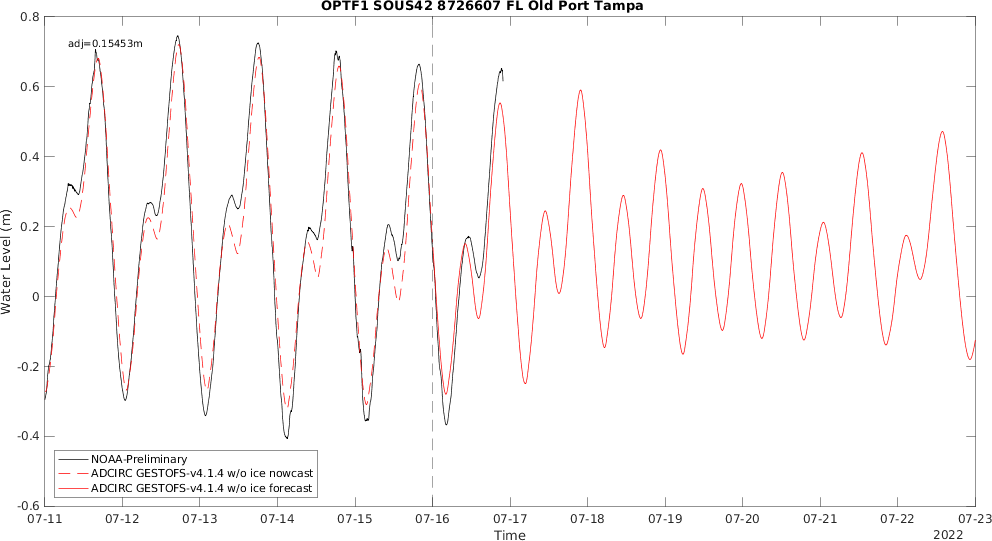 OPTF1 SOUS42 8726607 FL Old Port Tampa
adj=0.15453m
0.8
0.6
0.4
0.2
0
-0.2
-0.4
-0.6
Water Level (m)
NOAA-Preliminary
ADCIRC GESTOFS-v4.1.4 w/o ice nowcast
ADCIRC GESTOFS-v4.1.4 w/o ice forecast
07-11 07-12 07-13 07-14 07-15 07-16 07-17 07-18 07-19 07-20 07-21 07-22 07-23
Time
2022